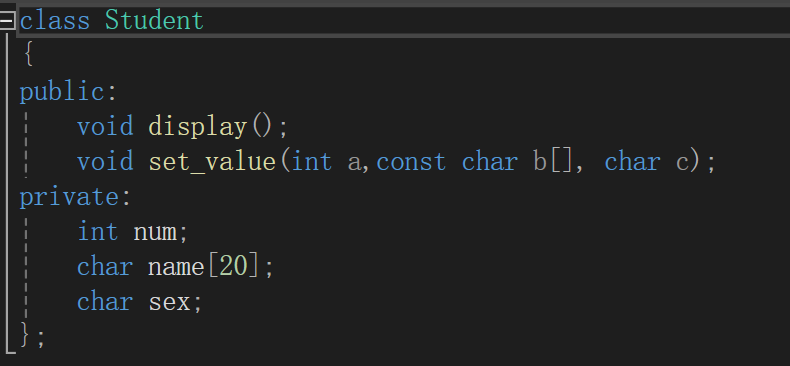 class Student
{
public:
void display();
void set_value(int a,const char b[], char c);
private:
int num;
char name[20];
char sex;
};